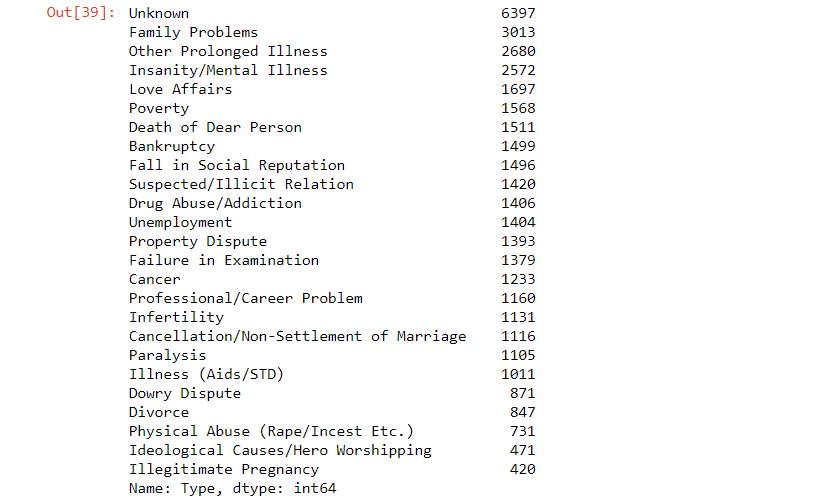 Out[39]: Unknown 6397
Family Problems 3013
Other Prolonged Illness 2680
Insanity/Mental Illness 2572
Love Affairs 1697
Poverty 1568
Death of Dear Person 1511
Bankruptcy 1499
Fall in Social Reputation 1496
Suspected/Illicit Relation 1420
Drug Abuse/Addiction 1406
Unemployment 1404
Property Dispute 1393
Failure in Examination 1379
Cancer 1233
Professional/Career Problem 1160
Infertility 1131
Cancellation/Non-Settlement of Marriage 1116
Paralysis 1105
Illness (Aids/STD) 1011
Dowry Dispute 871
Divorce 847
Physical Abuse (Rape/Incest Etc.) 731
Ideological Causes/Hero Worshipping 471
Illegitimate Pregnancy 420
Name: Type, dtype: int64